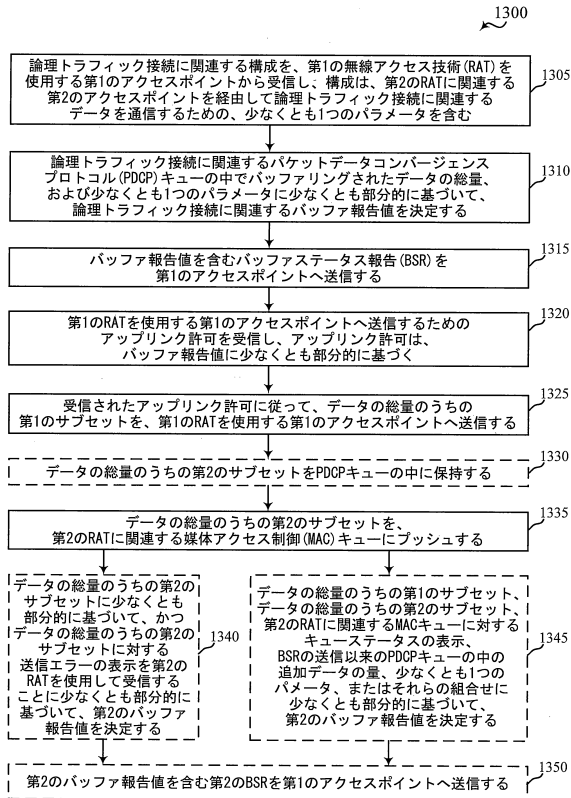 1300
論理トラフィック接続に関連する構成を、第1の無線アクセス技術(RAT)を
使用する第1のアクセスポイントから受信し、構成は、第2のRATに関連する
第2のアクセスポイントを経由して論理トラフィック接続に関連する
データを通信するための、少なくとも1つのパラメータを含む
1305
論理トラフィック接続に関連するパケットデータコンバージェンス
プロトコル(PDCP)キューの中でバッファリングされたデータの総量、
および少なくとも1つのパラメータに少なくとも部分的に基づいて、
論理トラフィック接続に関連するバッファ報告値を決定する
1310
バッファ報告値を含むバッファステータス報告(BSR)を
第1のアクセスポイントへ送信する
1315
第1のRATを使用する第1のアクセスポイントへ送信するための
アップリンク許可を受信し、アップリンク許可は、
バッファ報告値に少なくとも部分的に基づく
1320
受信されたアップリンク許可に従って、データの総量のうちの
第1のサブセットを、第1のRATを使用する第1のアクセスポイントへ送信する
1325
データの総量のうちの第2のサブセットをPDCPキューの中に保持する
1330
データの総量のうちの第2のサブセットを、
第2のRATに関連する媒体アクセス制御(MAC)キューにプッシュする
1335
データの総量のうちの第2の
サブセットに少なくとも
部分的に基づいて、かつ
データの総量のうちの第2の
サブセットに対する
送信エラーの表示を第2の
RATを使用して受信する
ことに少なくとも部分的に
基づいて、第2のバッファ
報告値を決定する
1340
データの総量のうちの第1のサブセット、
データの総量のうちの第2のサブセット、
第2のRATに関連するMACキューに対する
キューステータスの表示、
BSRの送信以来のPDCPキューの中の
追加データの量、少なくとも1つの
パメータ、またはそれらの組合せに
少なくとも部分的に基づいて、
第2のバッファ報告値を決定する
1345
第2のバッファ報告値を含む第2のBSRを第1のアクセスポイントへ送信する
1350